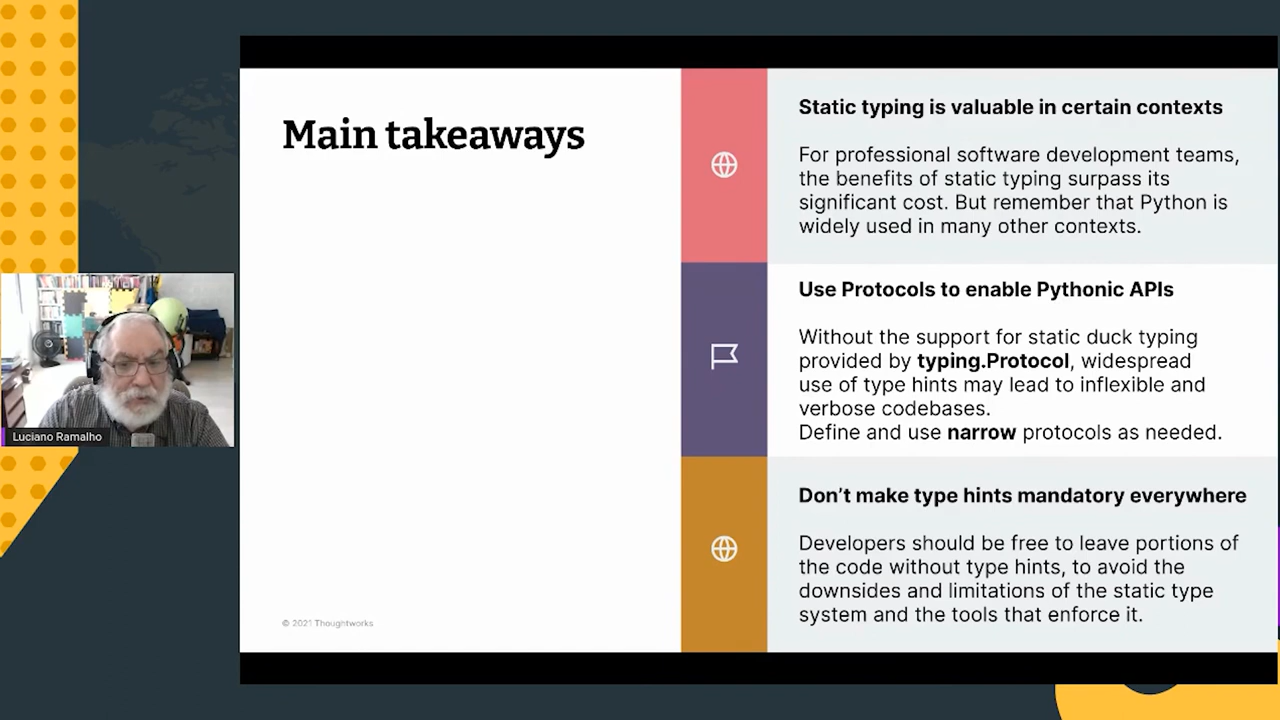 Main takeaways
Static typing is valuable in certain contexts
For professional software development teams,
the benefits of static typing surpass its
significant cost. But remember that Python is
widely used in many other contexts.
Use Protocols to enable Pythonic APIs
Without the support for static duck typing
provided by typing.Protocol, widespread
use of type hints may lead to inflexible and
verbose codebases.
Define and use narrow protocols as needed.
Don’t make type hints mandatory everywhere
Developers should be free to leave portions of
the code without type hints, to avoid the
downsides and limitations of the static type
system and the tools that enforce it.
© 2021 Thoughtworks
Luciano Ramalho